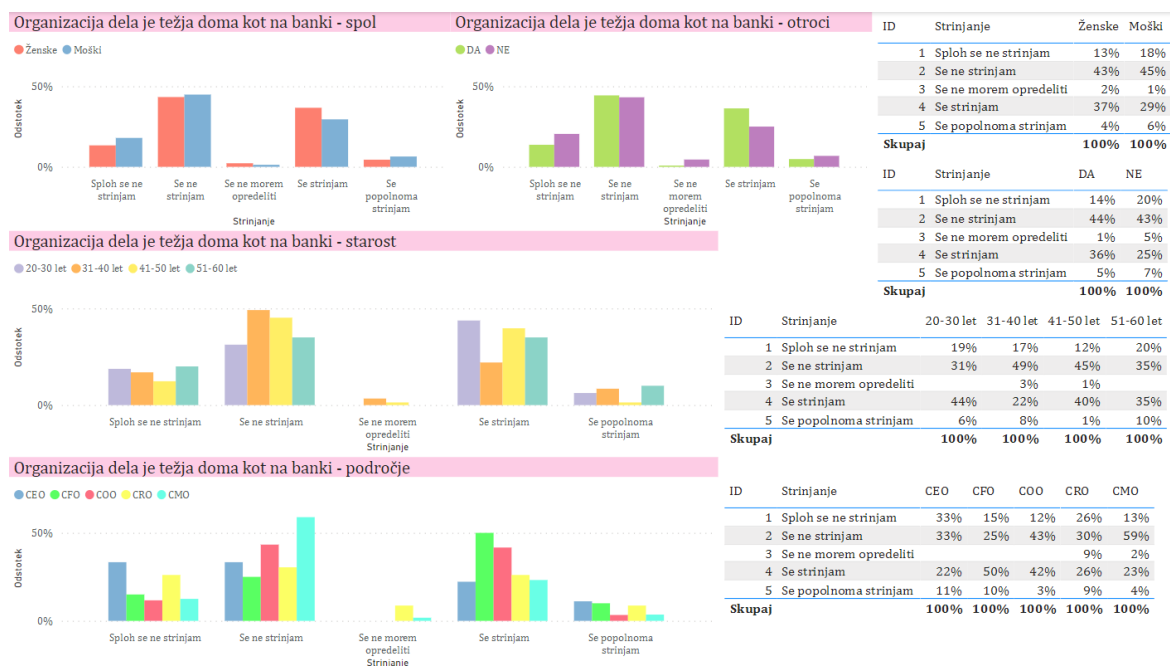 Organizacija dela je težja doma kot na banki - spol
Ženske Moški
50%
0%
Odstotek
Sploh se ne strinjam
Se ne strinjam
Se ne morem opredeliti
Se strinjam
Se popolnoma strinjam
Strinjanje
Organizacija dela je težja doma kot na banki - otroci
DA NE
50%
0%
Odstotek
Sploh se ne strinjam
Se ne strinjam
Se ne morem opredeliti
Se strinjam
Se popolnoma strinjam
Strinjanje
ID Strinjanje Ženske Moški
1 Sploh se ne strinjam 13% 18%
2 Se ne strinjam 43% 45%
3 Se ne morem opredeliti 2% 1%
4 Se strinjam 37% 29%
5 Se popolnoma strinjam 4% 6%
Skupaj 100% 100%
ID Strinjanje DA NE
1 Sploh se ne strinjam 14% 20%
2 Se ne strinjam 44% 43%
3 Se ne morem opredeliti 1% 5%
4 Se strinjam 36% 25%
5 Se popolnoma strinjam 5% 7%
Skupaj 100% 100%
Organizacija dela je težja doma kot na banki - starost
20-30 let 31-40 let 41-50 let 51-60 let
50%
0%
Odstotek
Sploh se ne strinjam
Se ne strinjam
Se ne morem opredeliti
Se strinjam
Se popolnoma strinjam
Strinjanje
ID Strinjanje 20-30 let 31-40 let 41-50 let 51-60 let
1 Sploh se ne strinjam 19% 17% 12% 20%
2 Se ne strinjam 31% 49% 45% 35%
3 Se ne morem opredeliti 3% 1%
4 Se strinjam 44% 22% 40% 35%
5 Se popolnoma strinjam 6% 8% 1% 10%
Skupaj 100% 100% 100% 100%
Organizacija dela je težja doma kot na banki - področje
CEO CFO COO CRO CMO
50%
0%
Odstotek
Sploh se ne strinjam
Se ne strinjam
Se ne morem opredeliti
Se strinjam
Se popolnoma strinjam
Strinjanje
ID Strinjanje CEO CFO COO CRO CMO
1 Sploh se ne strinjam 33% 15% 12% 26% 13%
2 Se ne strinjam 33% 25% 43% 30% 59%
3 Se ne morem opredeliti 9% 2%
4 Se strinjam 22% 50% 42% 26% 23%
5 Se popolnoma strinjam 11% 10% 3% 9% 4%
Skupaj 100% 100% 100% 100% 100%